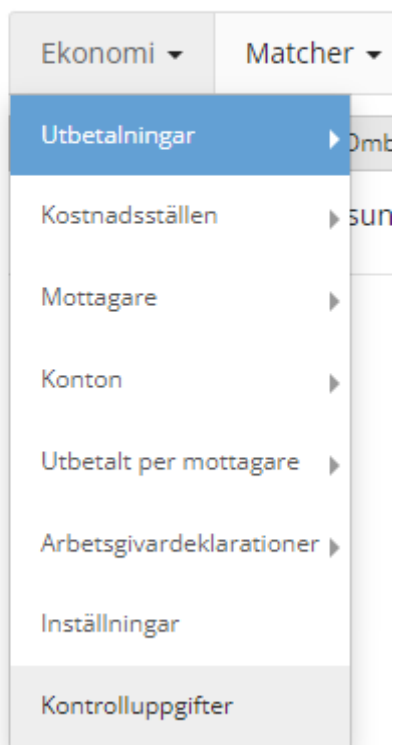 Ekonomi Matcher
Utbetalningar
Kostnadsställen
Mottagare
Konton
Utbetalt per mottagare
Arbetsgivardeklarationer
Inställningar
Kontrolluppgifter